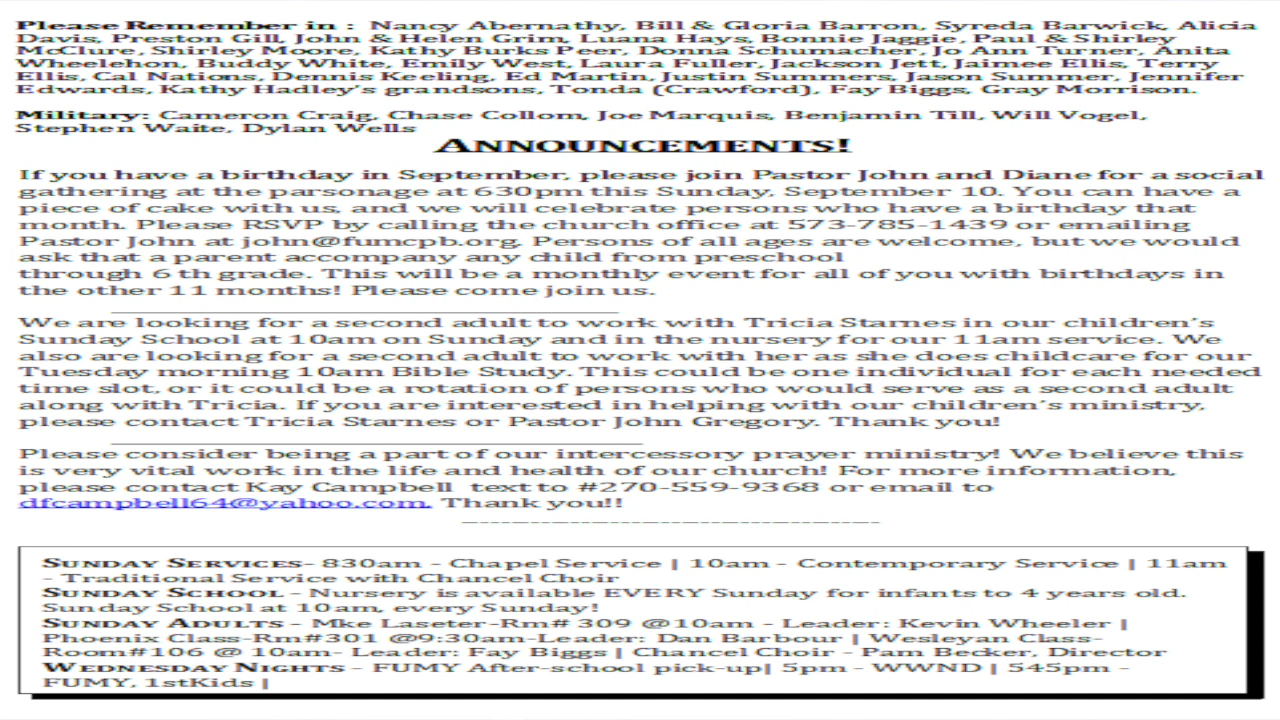 Please Remember in : Nancy Abernathy, Bill & Gloria Barron, Syreda Barwick, Alicia
Davis, Preston Gill, John & Helen Grim, Luana Hays, Bonnie Jaggie, Paul & Shirley
McClure, Shirley Moore, Kathy Burks Peer, Donna Schumacher, Jo Ann Turner, Anita
Wheelehon, Buddy White, Emily West, Laura Fuller, Jackson Jett, Jaimee Ellis, Terry
Ellis, Cal Nations, Dennis Keeling, Ed Martin, Justin Summers, Jason Summer, Jennifer
Edwards, Kathy Hadley's grandsons, Tonda (Crawford), Fay Biggs, Gray Morrison.
Military: Cameron Craig, Chase Collom, Joe Marquis, Benjamin Till, Will Vogel,
Stephen Waite, Dylan Wells
ANNOUNCEMENTS!
If you have a birthday in September, please join Pastor John and Diane for a social
gathering at the parsonage at 630pm this Sunday, September 10. You can have a
piece of cake with us, and we will celebrate persons who have a birthday that
month. Please RSVP by calling the church office at 573-785-1439 or emailing
Pastor John at john@fumcpb.org. Persons of all ages are welcome, but we would
ask that a parent accompany any child from preschool
through 6 th grade. This will be a monthly event for all of you with birthdays in
the other 11 months! Please come join us.
We are looking for a second adult to work with Tricia Starnes in our children's
Sunday School at 10am on Sunday and in the nursery for our 11am service. We
also are looking for a second adult to work with her as she does childcare for our
Tuesday morning 10am Bible Study. This could be one individual for each needed
time slot, or it could be a rotation of persons who would serve as a second adult
along with Tricia. If you are interested in helping with our children's ministry,
please contact Tricia Starnes or Pastor John Gregory. Thank you!
Please consider being a part of our intercessory prayer ministry! We believe this
is very vital work in the life and health of our church! For more information,
please contact Kay Campbell text to #270-559-9368 or email to
dfcampbell64@yahoo.com. Thank you!!
SUNDAY SERVICES- 830am - Chapel Service | 10am - Contemporary Service | 11am
- Traditional Service with Chancel Choir
SUNDAY SCHOOL - Nursery is available EVERY Sunday for infants to 4 years old.
Sunday School at 10am, every Sunday!
SUNDAY ADULTS - Mke Laseter-Rm# 309 @10am - Leader: Kevin Wheeler |
Phoenix Class-Rm#301 @9:30am-Leader: Dan Barbour | Wesleyan Class-
Room#106 @ 10am- Leader: Fay Biggs | Chancel Choir - Pam Becker, Director
WEDNESDAY NIGHTS - FUMY After-school pick-up| 5pm - WWND | 545pm -
FUMY, 1stKids |